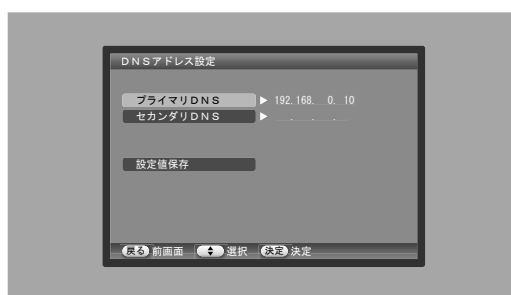 DNSアドレス設定
プライマリDNS ▶ 192.168. 0. 10
セカンダリDNS ▶ . . .
設定値保存
戻る 前画面 選択 決定 決定